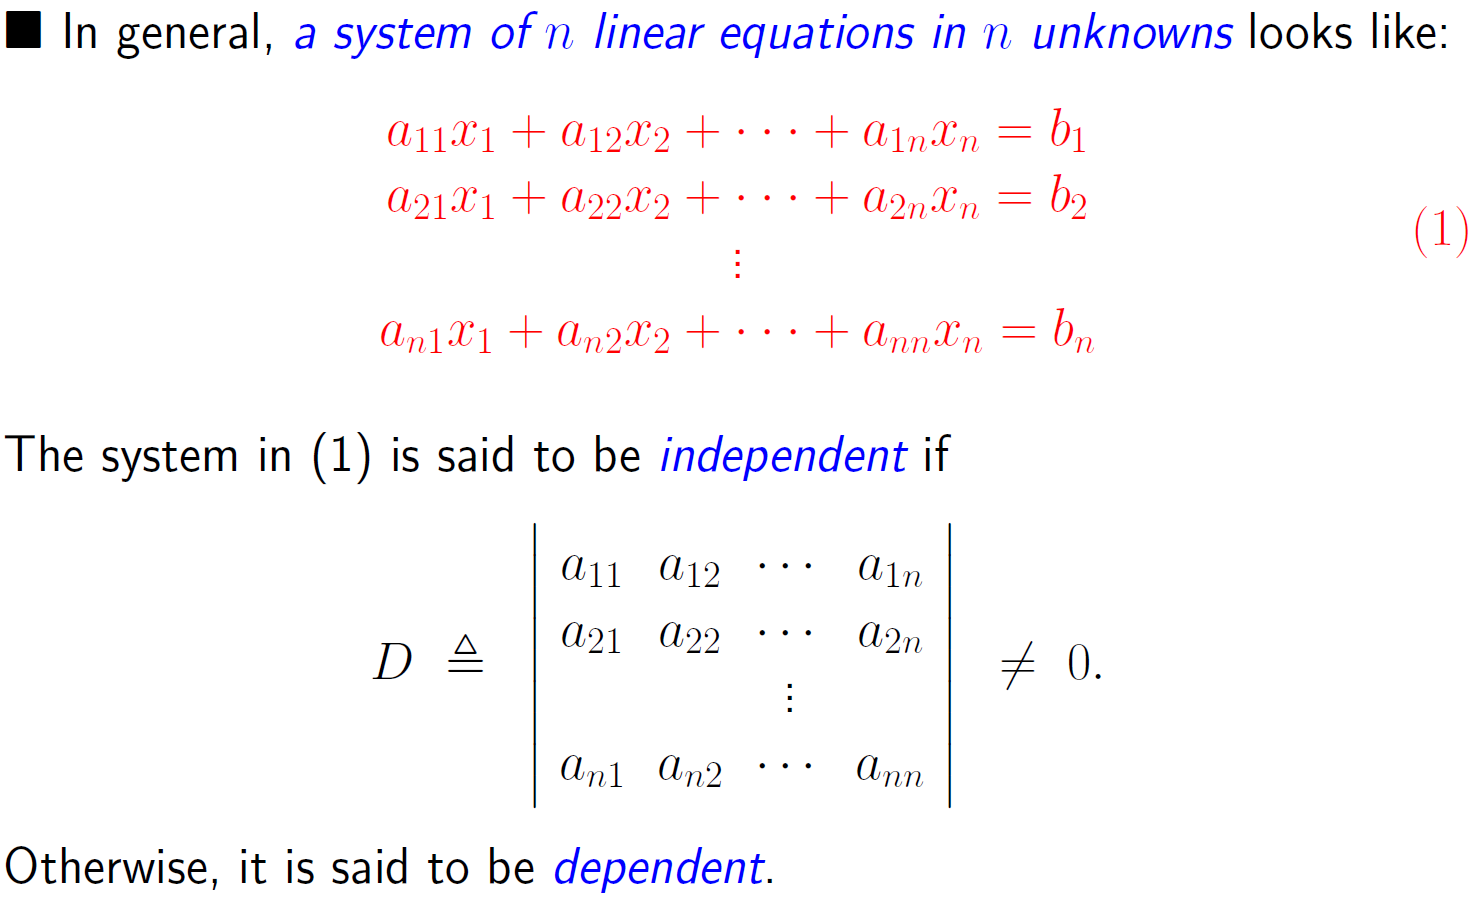 ■ In general, a system of n linear equations in n unknowns looks like:
a₁₁x₁ + a₁₂x₂ + · · · + a₁ₙxₙ = b₁
a₂₁x₁ + a₂₂x₂ + · · · + a₂ₙxₙ = b₂
(1)
⋮
aₙ₁x₁ + aₙ₂x₂ + · · · + aₙₙxₙ = bₙ
The system in (1) is said to be independent if
D ≜ | a₁₁ a₁₂ · · · a₁ₙ |
| a₂₁ a₂₂ · · · a₂ₙ |
| ⋮ | ≠ 0.
| aₙ₁ aₙ₂ · · · aₙₙ |
Otherwise, it is said to be dependent.